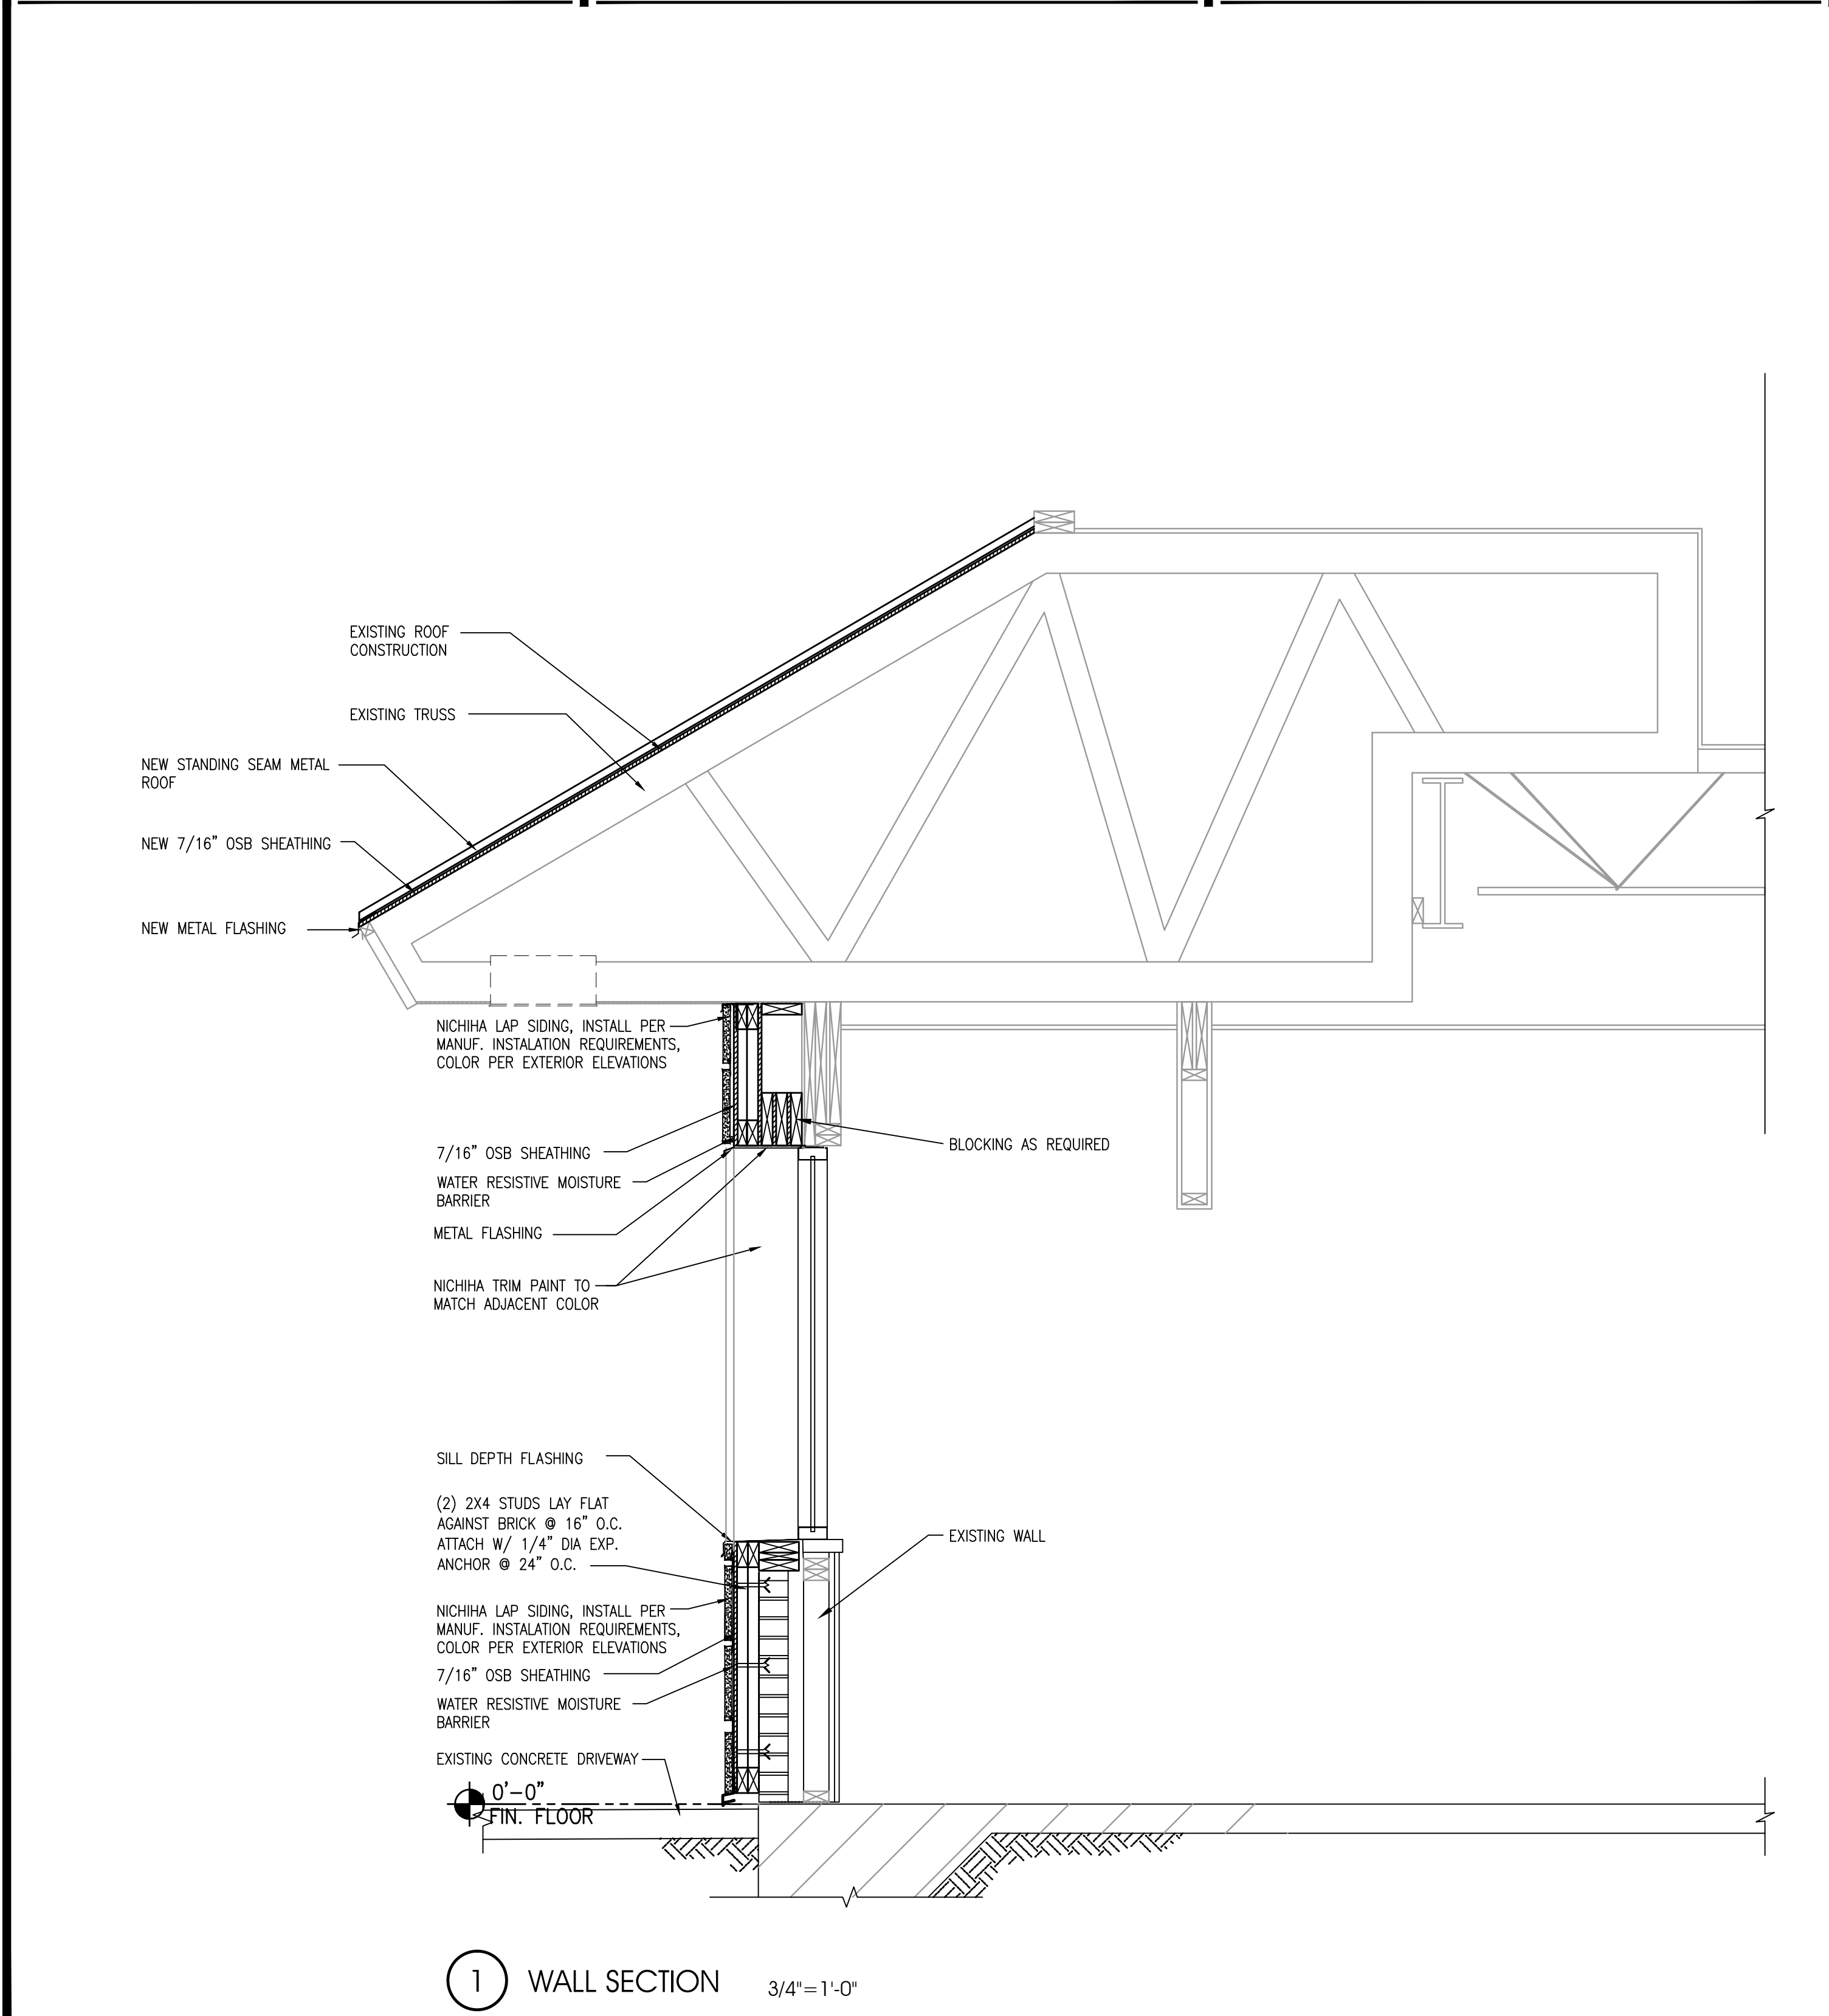 EXISTING ROOF
CONSTRUCTION
EXISTING TRUSS
NEW STANDING SEAM METAL
ROOF
NEW 7/16” OSB SHEATHING
NEW METAL FLASHING
NICHIHA LAP SIDING, INSTALL PER
MANUF. INSTALATION REQUIREMENTS,
COLOR PER EXTERIOR ELEVATIONS
BLOCKING AS REQUIRED
7/16” OSB SHEATHING
WATER RESISTIVE MOISTURE
BARRIER
METAL FLASHING
NICHIHA TRIM PAINT TO
MATCH ADJACENT COLOR
SILL DEPTH FLASHING
(2) 2X4 STUDS LAY FLAT
AGAINST BRICK @ 16” O.C.
ATTACH W/ 1/4” DIA EXP.
ANCHOR @ 24” O.C.
EXISTING WALL
NICHIHA LAP SIDING, INSTALL PER
MANUF. INSTALATION REQUIREMENTS,
COLOR PER EXTERIOR ELEVATIONS
7/16” OSB SHEATHING
WATER RESISTIVE MOISTURE
BARRIER
EXISTING CONCRETE DRIVEWAY
0’-0”
FIN. FLOOR
1 WALL SECTION 3/4"=1'-0"